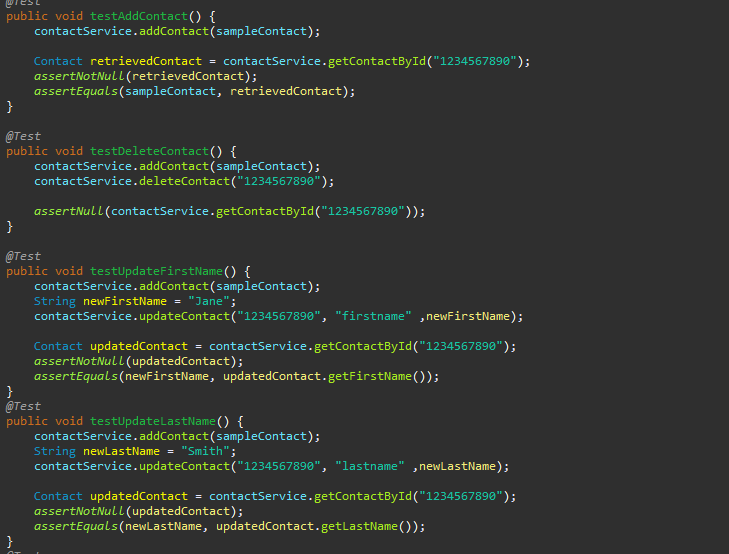 @Test
public void testAddContact() {
    contactService.addContact(sampleContact);

    Contact retrievedContact = contactService.getContactById("1234567890");
    assertNotNull(retrievedContact);
    assertEquals(sampleContact, retrievedContact);
}

@Test
public void testDeleteContact() {
    contactService.addContact(sampleContact);
    contactService.deleteContact("1234567890");

    assertNull(contactService.getContactById("1234567890"));
}

@Test
public void testUpdateFirstName() {
    contactService.addContact(sampleContact);
    String newFirstName = "Jane";
    contactService.updateContact("1234567890", "firstname" ,newFirstName);

    Contact updatedContact = contactService.getContactById("1234567890");
    assertNotNull(updatedContact);
    assertEquals(newFirstName, updatedContact.getFirstName());
}
@Test
public void testUpdateLastName() {
    contactService.addContact(sampleContact);
    String newLastName = "Smith";
    contactService.updateContact("1234567890", "lastname" ,newLastName);

    Contact updatedContact = contactService.getContactById("1234567890");
    assertNotNull(updatedContact);
    assertEquals(newLastName, updatedContact.getLastName());
}